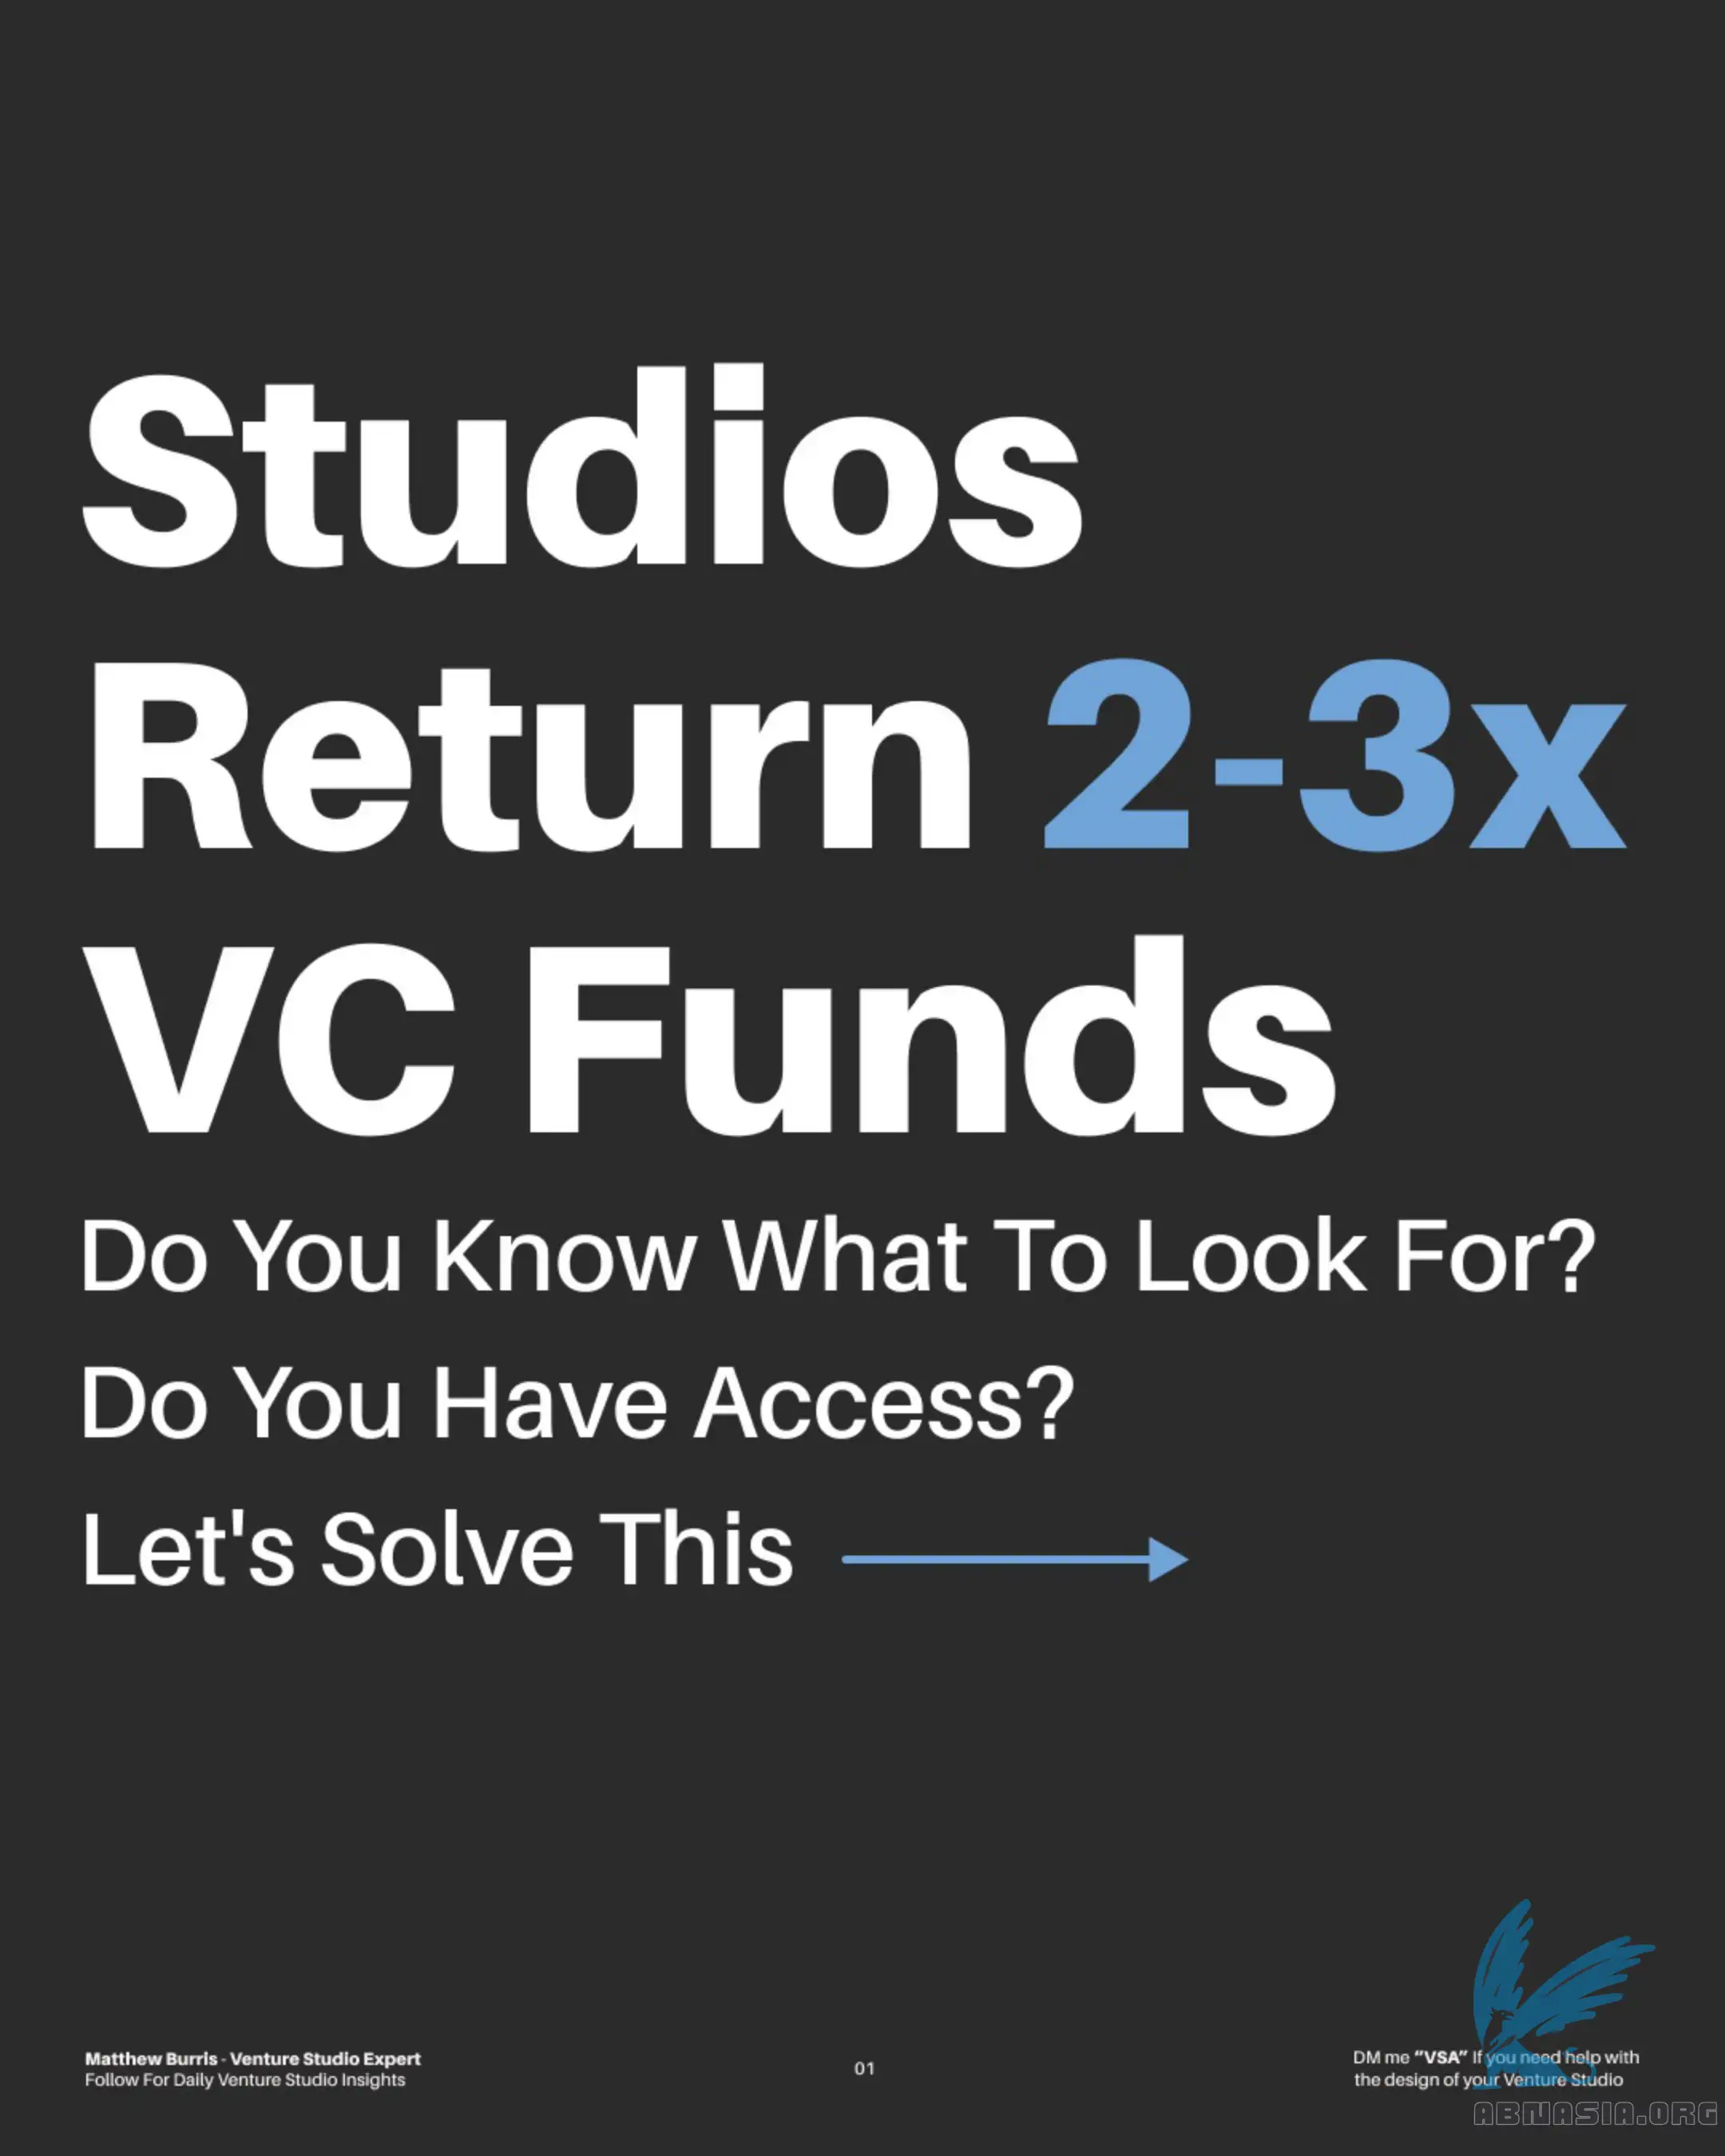 Studios
Return 2-3x
VC Funds
Do You Know What To Look For?
Do You Have Access?
Let's Solve This
Matthew Burris - Venture Studio Expert
Follow For Daily Venture Studio Insights
01
DM me “VSA” If you need help with
the design of your Venture Studio
ABNASIA.ORG